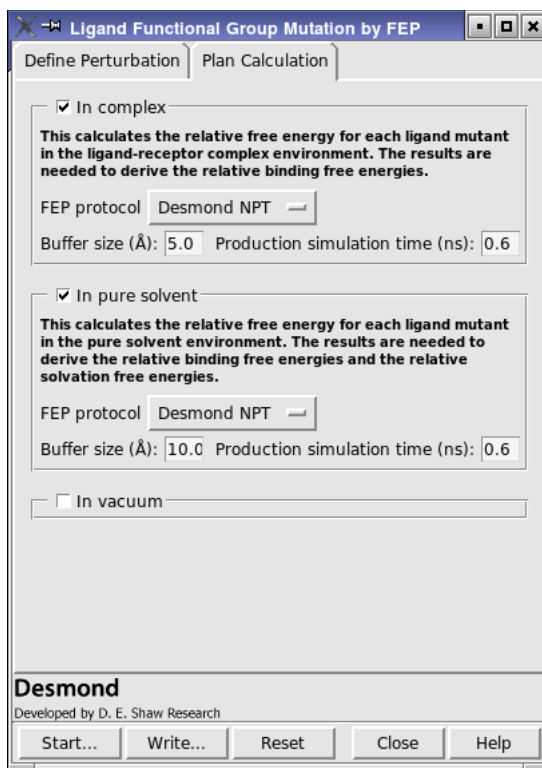 Ligand Functional Group Mutation by FEP
Define Perturbation Plan Calculation
In complex
This calculates the relative free energy for each ligand mutant
in the ligand-receptor complex environment. The results are
needed to derive the relative binding free energies.
FEP protocol Desmond NPT
Buffer size (Å): 5.0 Production simulation time (ns): 0.6
In pure solvent
This calculates the relative free energy for each ligand mutant
in the pure solvent environment. The results are needed to
derive the relative binding free energies and the relative
solvation free energies.
FEP protocol Desmond NPT
Buffer size (Å): 10.0 Production simulation time (ns): 0.6
In vacuum
Desmond
Developed by D. E. Shaw Research
Start... Write... Reset Close Help